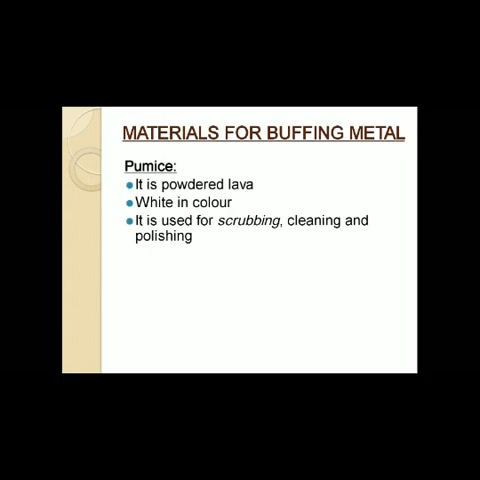 MATERIALS FOR BUFFING METAL
Pumice:
•It is powdered lava
•White in colour
•It is used for scrubbing, cleaning and
polishing